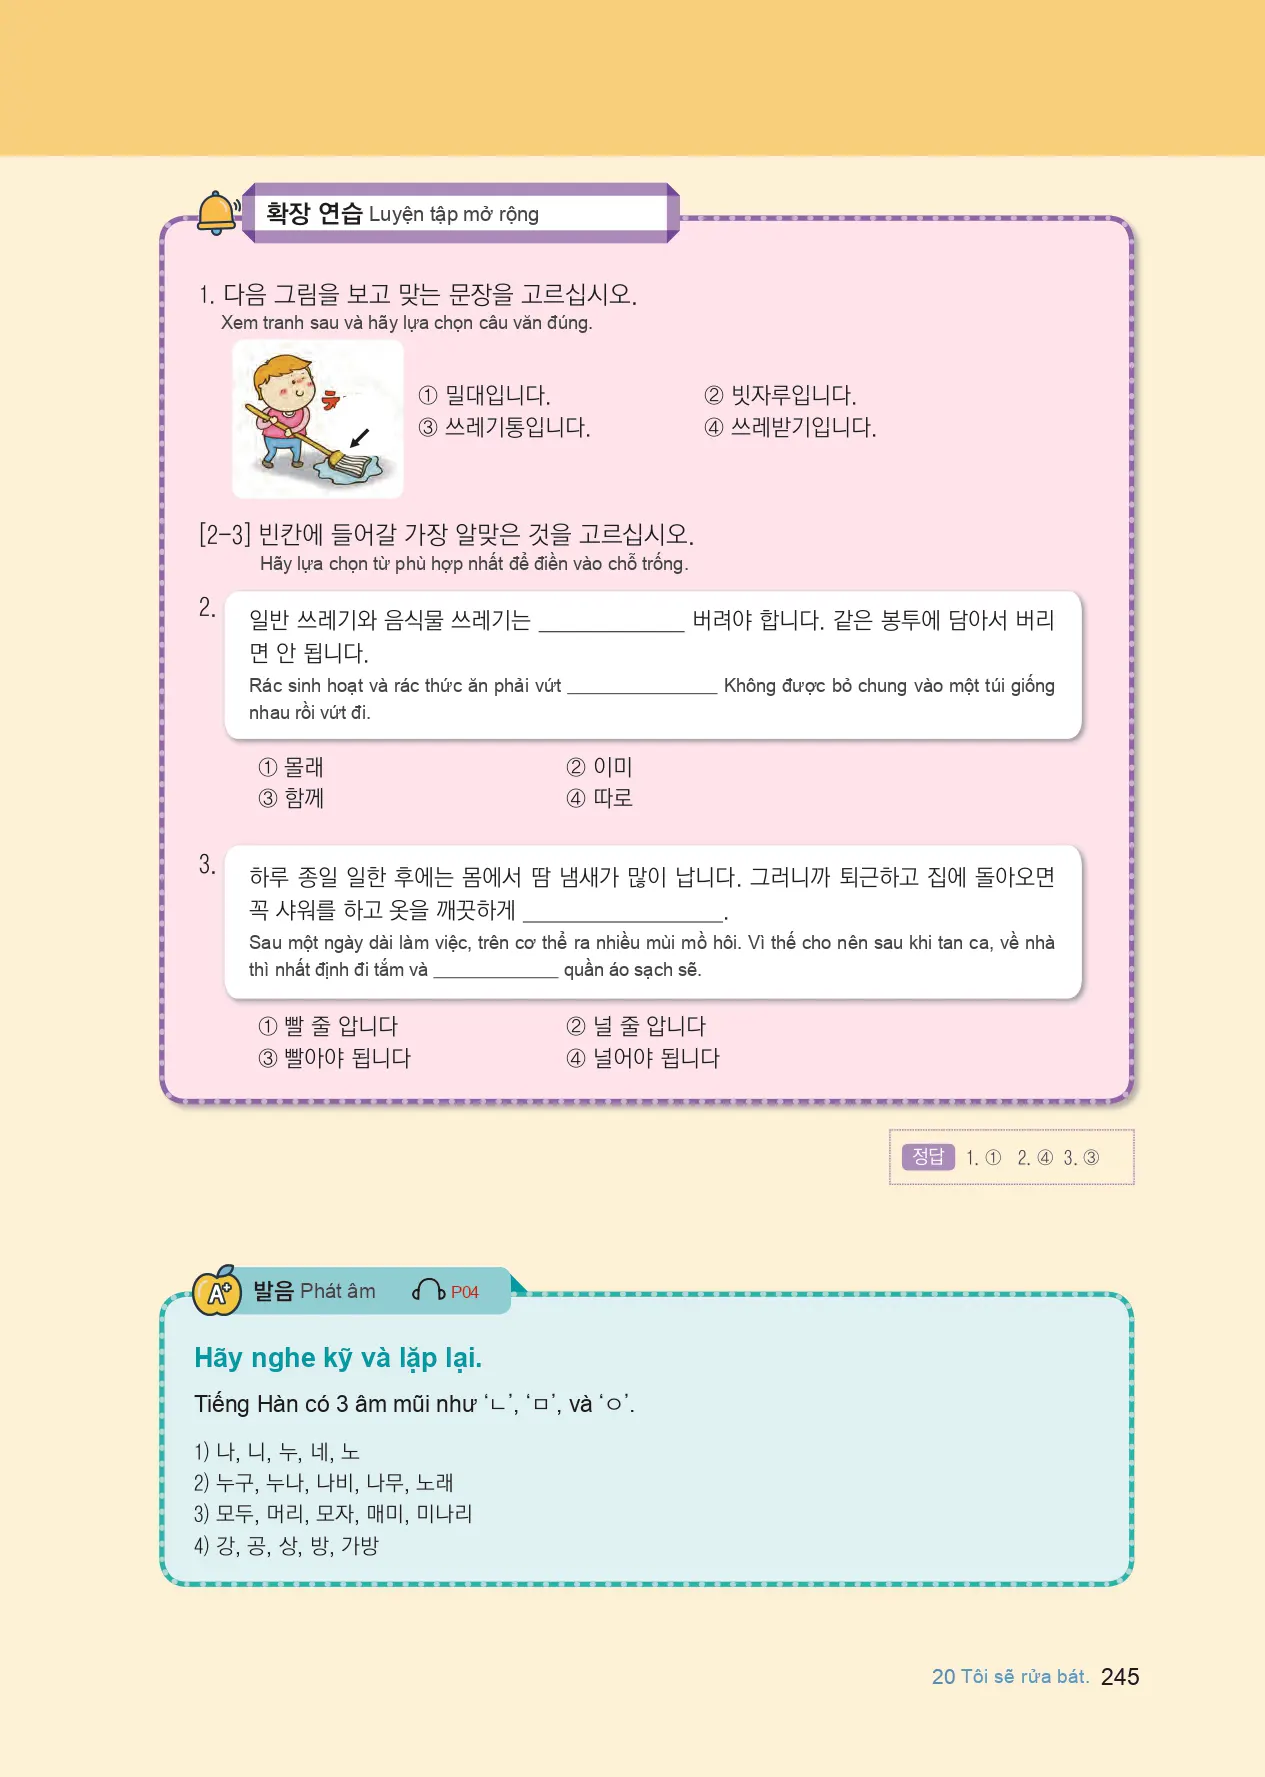 확장 연습 Luyện tập mở rộng
1. 다음 그림을 보고 맞는 문장을 고르십시오.
Xem tranh sau và hãy lựa chọn câu văn đúng.
① 밀대입니다. ② 빗자루입니다.
③ 쓰레기통입니다. ④ 쓰레받기입니다.
[2-3] 빈칸에 들어갈 가장 알맞은 것을 고르십시오.
Hãy lựa chọn từ phù hợp nhất để điền vào chỗ trống.
2.
일반 쓰레기와 음식물 쓰레기는 ____________ 버려야 합니다. 같은 봉투에 담아서 버리
면 안 됩니다.
Rác sinh hoạt và rác thức ăn phải vứt ______________ Không được bỏ chung vào một túi giống
nhau rồi vứt đi.
① 몰래 ② 이미
③ 함께 ④ 따로
3.
하루 종일 일한 후에는 몸에서 땀 냄새가 많이 납니다. 그러니까 퇴근하고 집에 돌아오면
꼭 샤워를 하고 옷을 깨끗하게 ________________.
Sau một ngày dài làm việc, trên cơ thể ra nhiều mùi mồ hôi. Vì thế cho nên sau khi tan ca, về nhà
thì nhất định đi tắm và ____________ quần áo sạch sẽ.
① 빨 줄 압니다 ② 널 줄 압니다
③ 빨아야 됩니다 ④ 널어야 됩니다
정답 1. ① 2. ④ 3. ③
A+ 발음 Phát âm P04
Hãy nghe kỹ và lặp lại.
Tiếng Hàn có 3 âm mũi như ‘ㄴ’, ‘ㅁ’, và ‘ㅇ’.
1) 나, 니, 누, 네, 노
2) 누구, 누나, 나비, 나무, 노래
3) 모두, 머리, 모자, 매미, 미나리
4) 강, 공, 상, 방, 가방
20 Tôi sẽ rửa bát. 245